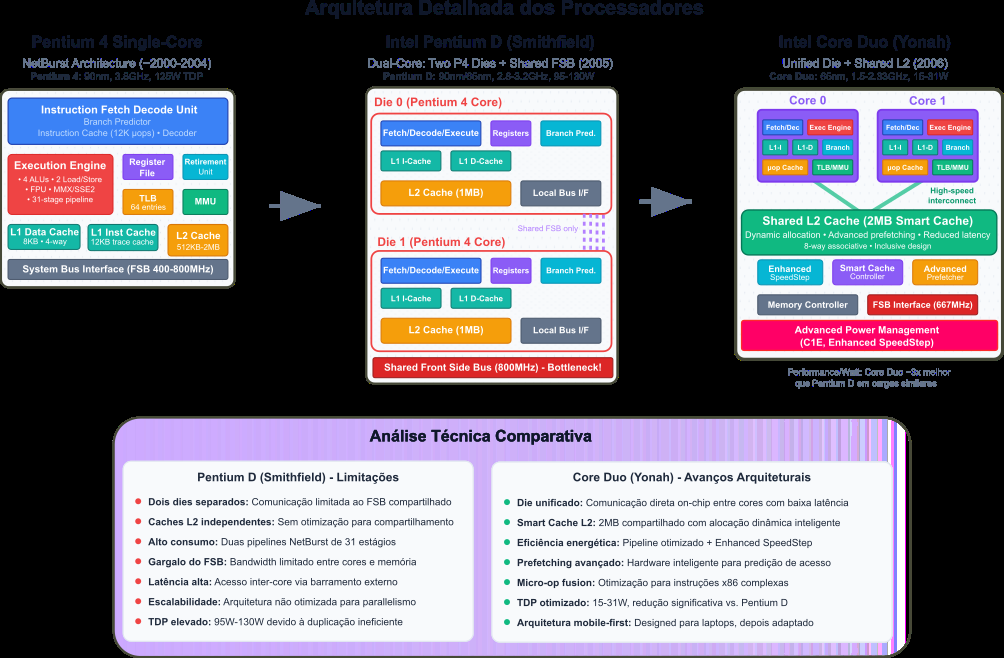 Arquitetura Detalhada dos Processadores
Pentium 4 Single-Core
NetBurst Architecture (~2000-2004)
Pentium 4: 90nm, 3.8GHz, 125W TDP
Instruction Fetch Decode Unit
Branch Predictor
Instruction Cache (12K µops) • Decoder
Execution Engine
• 4 ALUs • 2 Load/Store
• FPU • MMX/SSE2
• 31-stage pipeline
Register
File
Retirement
Unit
TLB
64 entries
MMU
L1 Data Cache
8KB • 4-way
L1 Inst Cache
12KB trace cache
L2 Cache
512KB-2MB
System Bus Interface (FSB 400-800MHz)
Intel Pentium D (Smithfield)
Dual-Core: Two P4 Dies + Shared FSB (2005)
Pentium D: 90nm/65nm, 2.8-3.2GHz, 95-130W
Die 0 (Pentium 4 Core)
Fetch/Decode/Execute
Registers
Branch Pred.
L1 I-Cache
L1 D-Cache
L2 Cache (1MB)
Local Bus I/F
Shared FSB only
Die 1 (Pentium 4 Core)
Fetch/Decode/Execute
Registers
Branch Pred.
L1 I-Cache
L1 D-Cache
L2 Cache (1MB)
Local Bus I/F
Shared Front Side Bus (800MHz) - Bottleneck!
Intel Core Duo (Yonah)
Unified Die + Shared L2 (2006)
Core Duo: 65nm, 1.5-2.33GHz, 15-31W
Core 0
Fetch/Dec
Exec Engine
L1-I
L1-D
Branch
µop Cache
TLB/MMU
Core 1
Fetch/Dec
Exec Engine
L1-I
L1-D
Branch
µop Cache
TLB/MMU
High-speed
interconnect
Shared L2 Cache (2MB Smart Cache)
Dynamic allocation • Advanced prefetching • Reduced latency
8-way associative • Inclusive design
Enhanced
SpeedStep
Smart Cache
Controller
Advanced
Prefetcher
Memory Controller
FSB Interface (667MHz)
Advanced Power Management
(C1E, Enhanced SpeedStep)
Performance/Watt: Core Duo ~3x melhor
que Pentium D em cargas similares
Análise Técnica Comparativa
Pentium D (Smithfield) - Limitações
Dois dies separados: Comunicação limitada ao FSB compartilhado
Caches L2 independentes: Sem otimização para compartilhamento
Alto consumo: Duas pipelines NetBurst de 31 estágios
Gargalo do FSB: Bandwidth limitado entre cores e memória
Latência alta: Acesso inter-core via barramento externo
Escalabilidade: Arquitetura não otimizada para parallelismo
TDP elevado: 95W-130W devido à duplicação ineficiente
Core Duo (Yonah) - Avanços Arquiteturais
Die unificado: Comunicação direta on-chip entre cores com baixa latência
Smart Cache L2: 2MB compartilhado com alocação dinâmica inteligente
Eficiência energética: Pipeline otimizado + Enhanced SpeedStep
Prefetching avançado: Hardware inteligente para predição de acesso
Micro-op fusion: Otimização para instruções x86 complexas
TDP otimizado: 15-31W, redução significativa vs. Pentium D
Arquitetura mobile-first: Designed para laptops, depois adaptado